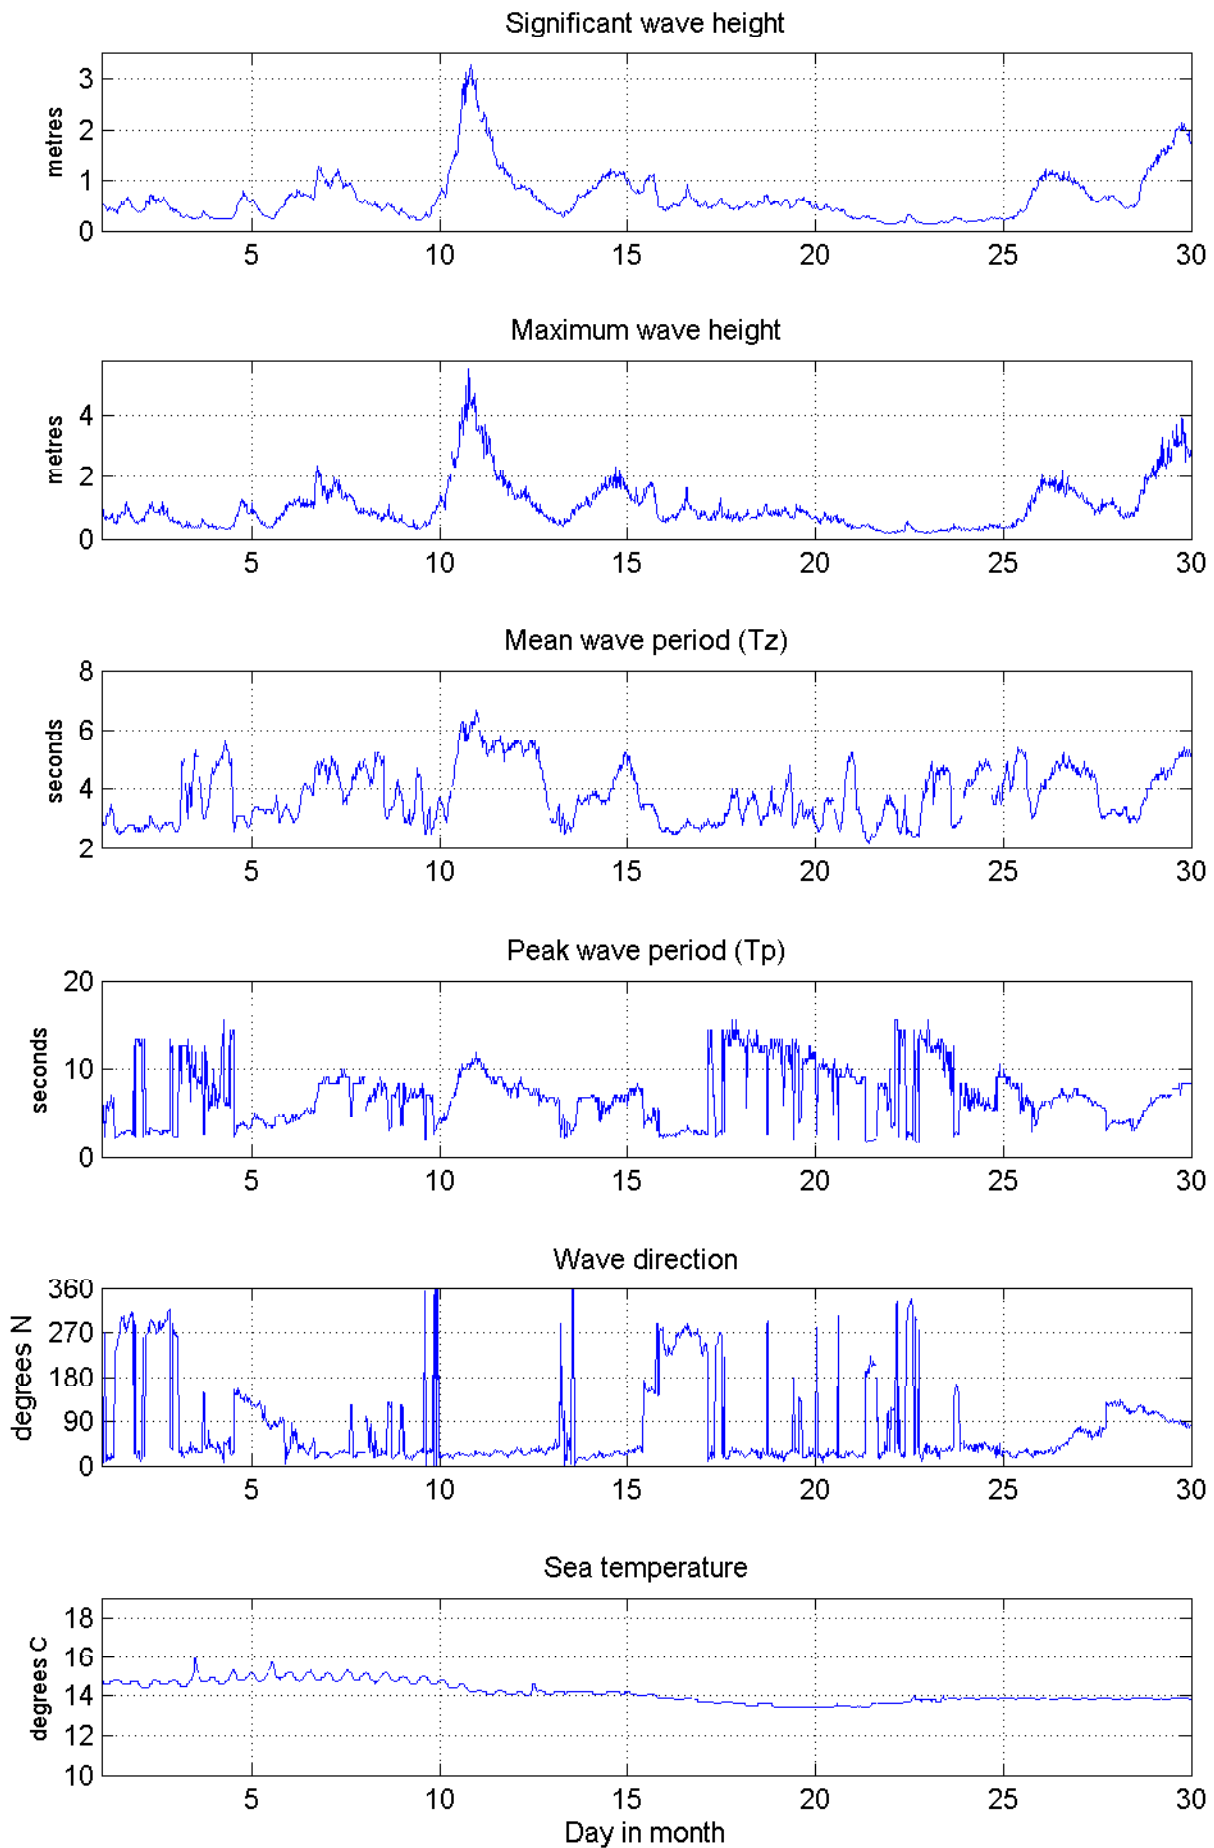 Significant wave height
3
2
1
0
metres
5 10 15 20 25 30
Maximum wave height
4
2
0
metres
5 10 15 20 25 30
Mean wave period (Tz)
8
6
4
2
seconds
5 10 15 20 25 30
Peak wave period (Tp)
20
10
0
seconds
5 10 15 20 25 30
Wave direction
360
270
180
90
0
degrees N
5 10 15 20 25 30
Sea temperature
18
16
14
12
10
degrees C
5 10 15 20 25 30
Day in month